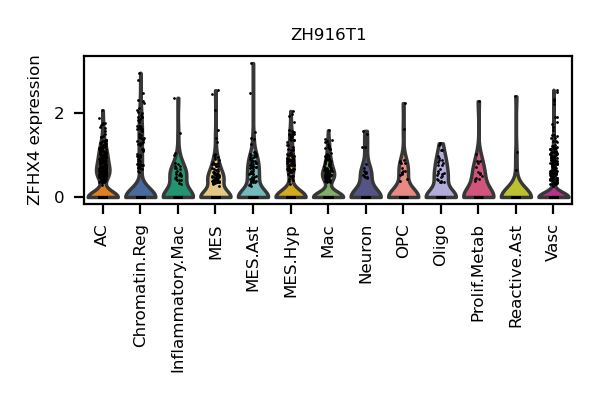 ZH916T1
ZFHX4 expression
2
0
AC
Chromatin.Reg
Inflammatory.Mac
MES
MES.Ast
MES.Hyp
Mac
Neuron
OPC
Oligo
Prolif.Metab
Reactive.Ast
Vasc